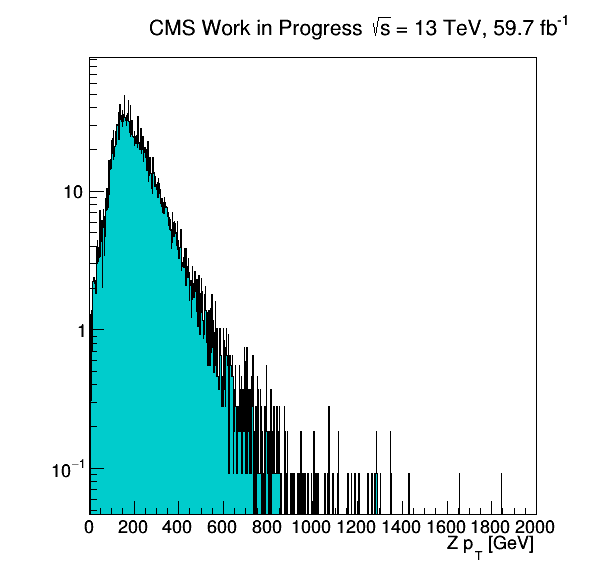 CMS Work in Progress √s = 13 TeV, 59.7 fb⁻¹
10
1
10⁻¹
0 200 400 600 800 1000 1200 1400 1600 1800 2000
Z p_T [GeV]